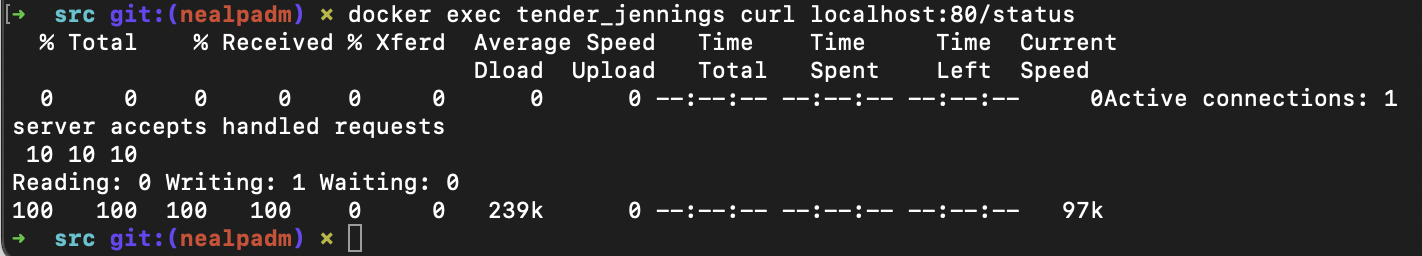 [→  src git:(nealpadm) × docker exec tender_jennings curl localhost:80/status
  % Total    % Received % Xferd  Average Speed   Time    Time     Time  Current
                                 Dload  Upload   Total   Spent    Left  Speed
  0     0    0     0    0     0      0      0 --:--:-- --:--:-- --:--:--     0Active connections: 1
server accepts handled requests
 10 10 10
Reading: 0 Writing: 1 Waiting: 0
100   100  100   100    0     0   239k      0 --:--:-- --:--:-- --:--:--   97k
→  src git:(nealpadm) ×